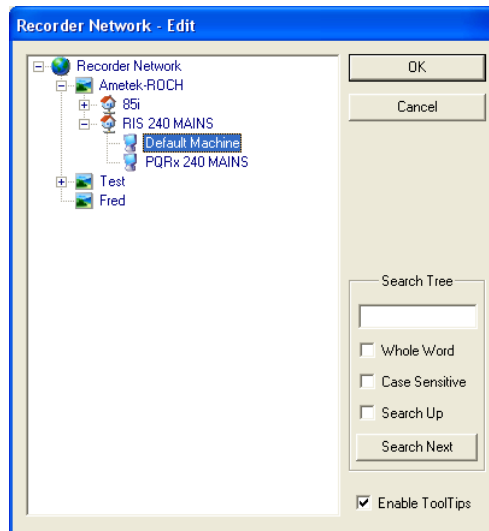 Recorder Network - Edit
Recorder Network
Ametek-ROCH
85i
RIS 240 MAINS
Default Machine
PQRx 240 MAINS
Test
Fred
OK
Cancel
Search Tree
Whole Word
Case Sensitive
Search Up
Search Next
Enable ToolTips